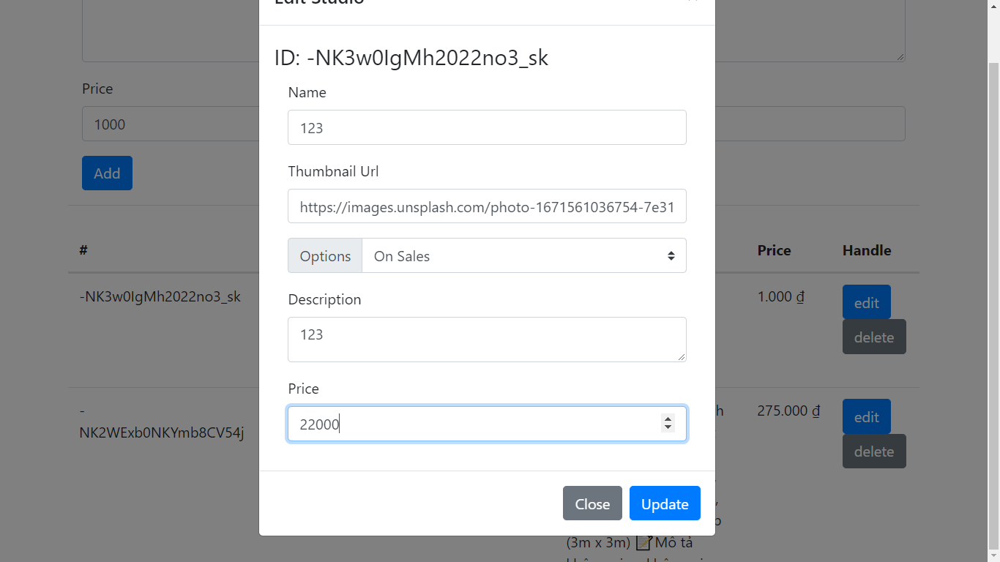 Edit Studio
ID: -NK3w0IgMh2022no3_sk
Name
123
Thumbnail Url
https://images.unsplash.com/photo-1671561036754-7e31
Options On Sales
Description
123
Price
22000
Close Update
Price
1000
Add
# Price Handle
-NK3w0IgMh2022no3_sk 1.000 ₫ edit
delete
-
NK2WExb0NKYmb8CV54j
h 275.000 ₫ edit
delete
(3m x 3m) 📝 Mô tả